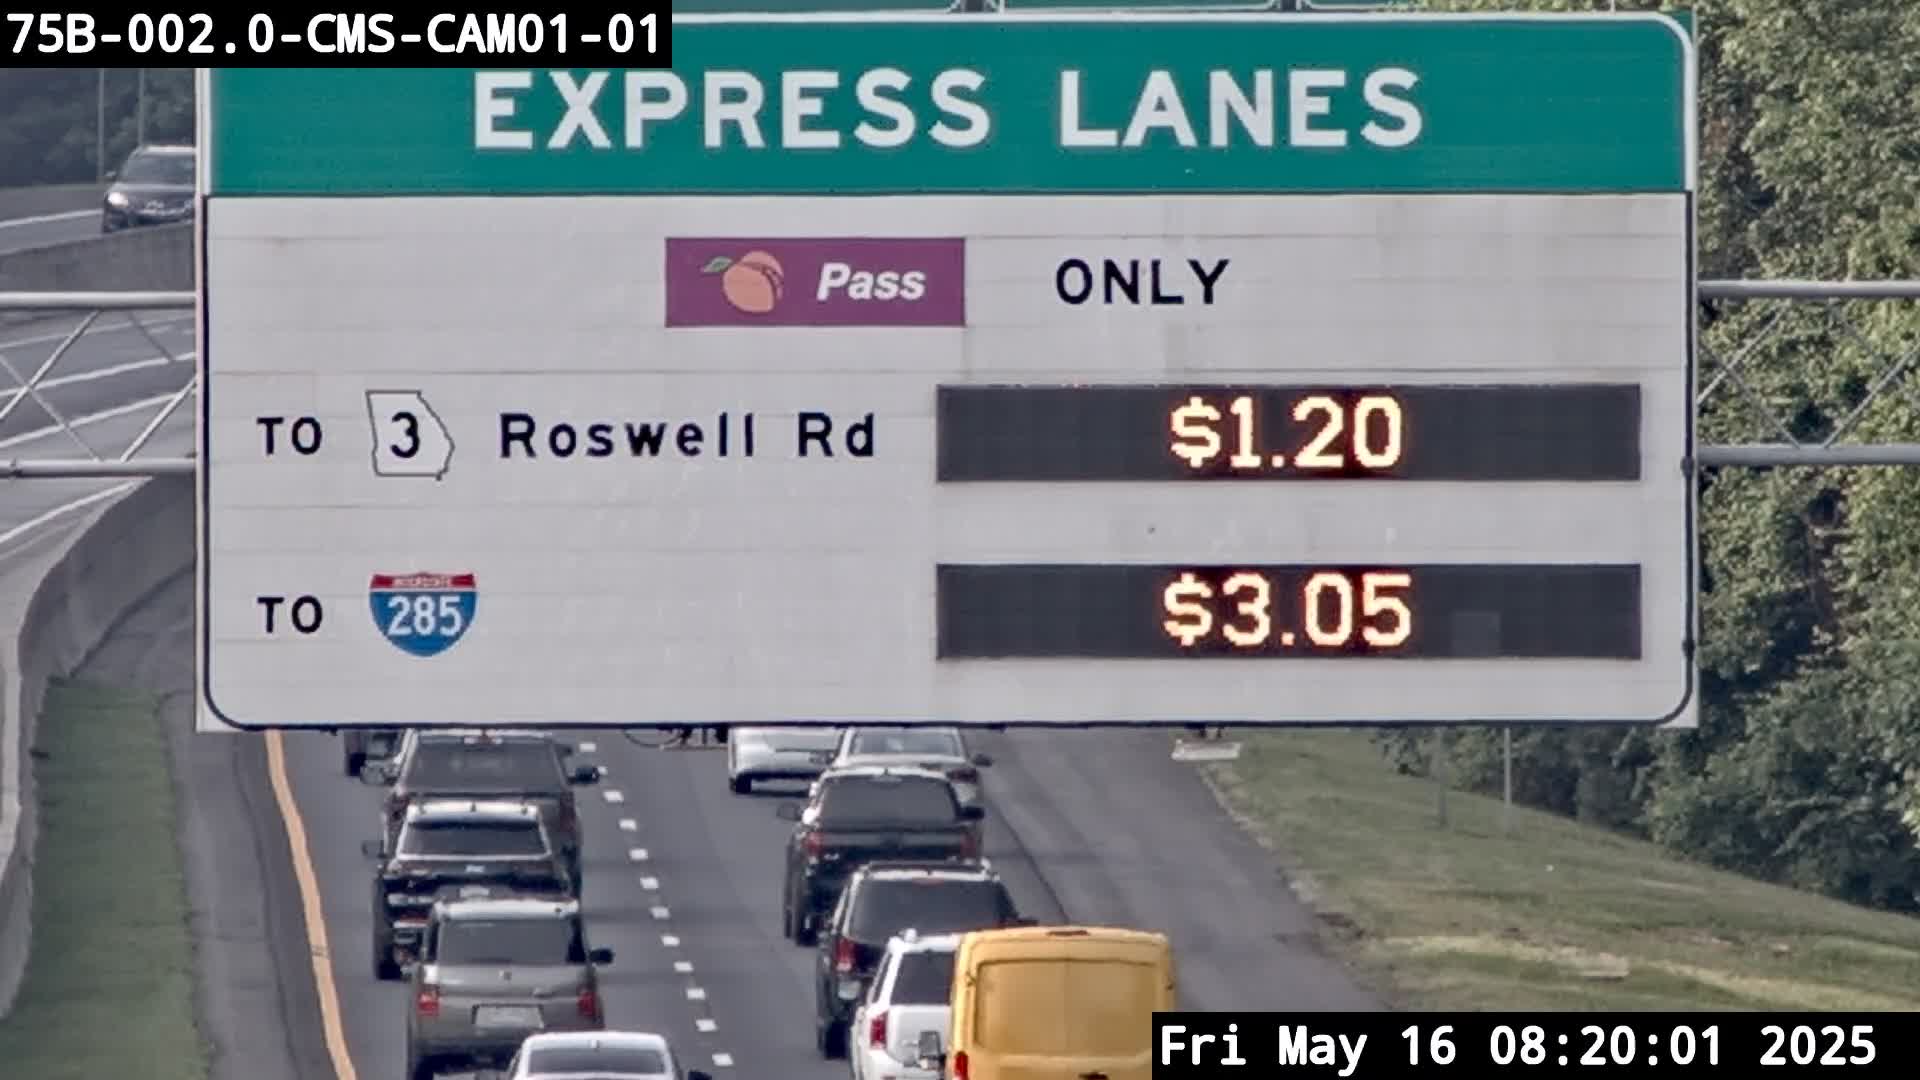 75B-002.0-CMS-CAM01-01
EXPRESS LANES
Pass ONLY
TO 3 Roswell Rd $1.20
TO INTERSTATE 285 $3.05
Fri May 16 08:20:01 2025